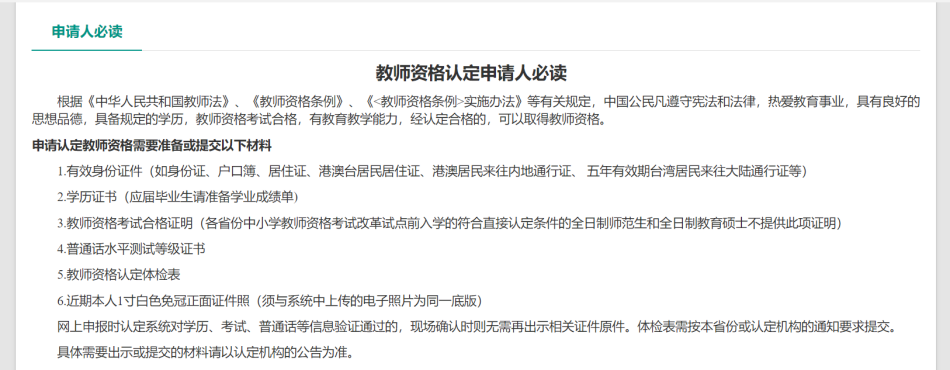 申请人必读
教师资格认定申请人必读
根据《中华人民共和国教师法》、《教师资格条例》、《<教师资格条例>实施办法》等有关规定，中国公民凡遵守宪法和法律，热爱教育事业，具有良好的
思想品德，具备规定的学历，教师资格考试合格，有教育教学能力，经认定合格的，可以取得教师资格。
申请认定教师资格需要准备或提交以下材料
1.有效身份证件（如身份证、户口簿、居住证、港澳台居民居住证、港澳居民来往内地通行证、 五年有效期台湾居民来往大陆通行证等）
2.学历证书（应届毕业生请准备学业成绩单)
3.教师资格考试合格证明（各省份中小学教师资格考试改革试点前入学的符合直接认定条件的全日制师范生和全日制教育硕士不提供此项证明）
4.普通话水平测试等级证书
5.教师资格认定体检表
6.近期本人1寸白色免冠正面证件照（须与系统中上传的电子照片为同一底版）
网上申报时认定系统对学历、考试、普通话等信息验证通过的，现场确认时则无需再出示相关证件原件。体检表需按本省份或认定机构的通知要求提交。
具体需要出示或提交的材料请以认定机构的公告为准。